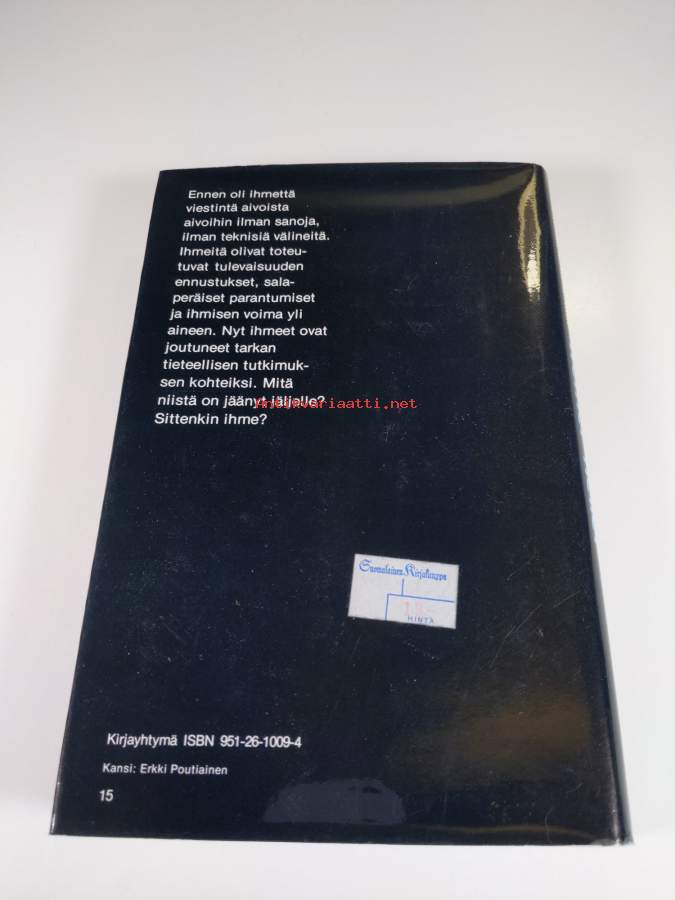 Ennen oli ihmettä
viestintä aivoista
aivoihin ilman sanoja,
ilman teknisiä välineitä.
Ihmeitä olivat toteu-
tuvat tulevaisuuden
ennustukset, sala-
peräiset parantumiset
ja ihmisen voima yli
aineen. Nyt ihmeet ovat
joutuneet tarkan
tieteellisen tutkimuk-
sen kohteiksi. Mitä
niistä on jäänyt jäljelle?
Antikvariaatti.net
Sittenkin ihme?
Suomalainen Kirjakauppa
HINTA
Kirjayhtymä ISBN 951-26-1009-4
Kansi: Erkki Poutiainen
15